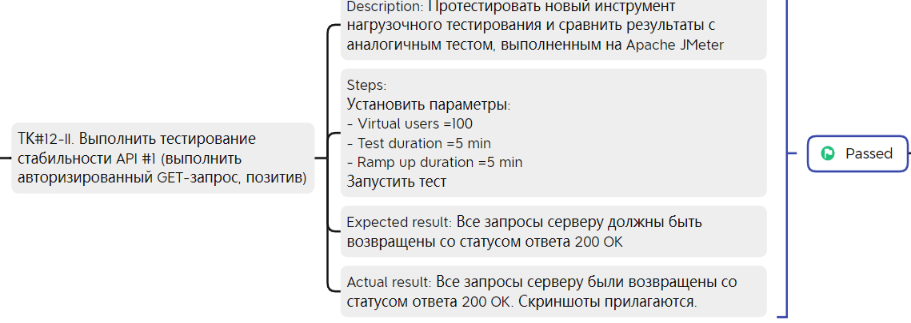 Description: Протестировать новый инструмент
нагрузочного тестирования и сравнить результаты с
аналогичным тестом, выполненным на Apache JMeter
Steps:
Установить параметры:
- Virtual users =100
- Test duration =5 min
- Ramp up duration =5 min
Запустить тест
ТК#12-II. Выполнить тестирование
стабильности API #1 (выполнить
авторизированный GET-запрос, позитив)
Passed
Expected result: Все запросы серверу должны быть
возвращены со статусом ответа 200 OK
Actual result: Все запросы серверу были возвращены со
статусом ответа 200 OK. Скриншоты прилагаются.